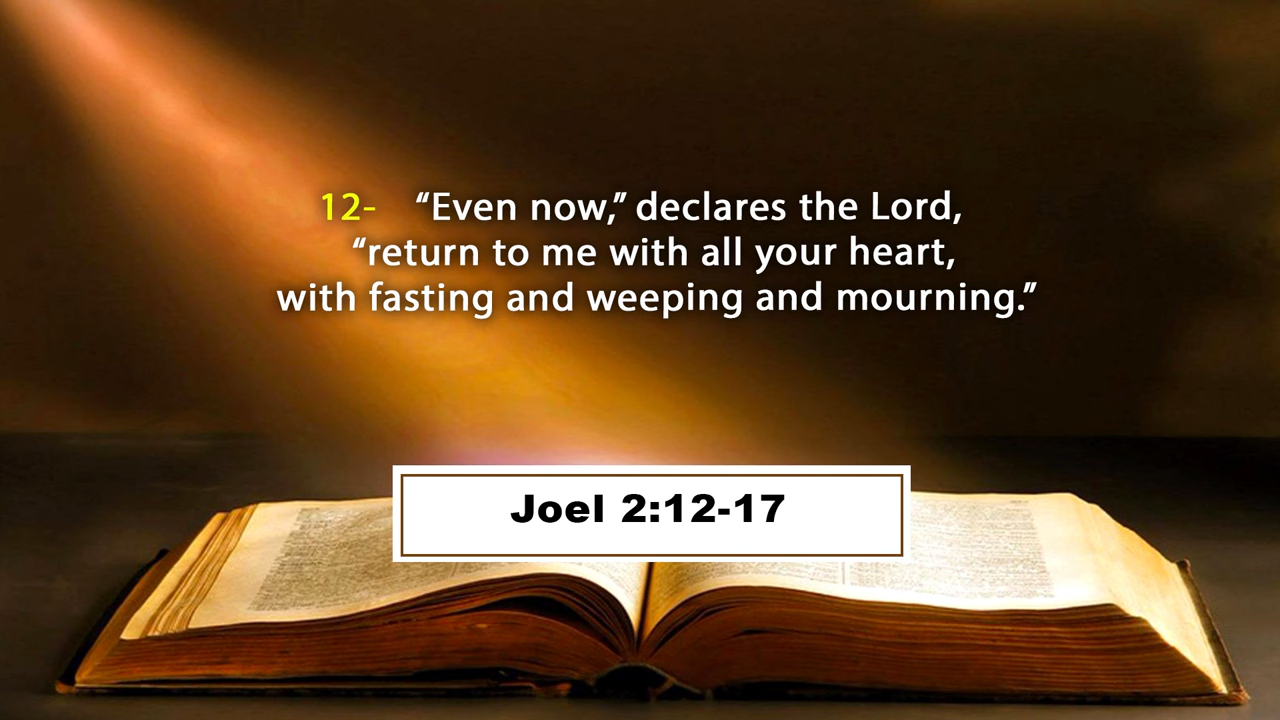 12- “Even now,” declares the Lord,
“return to me with all your heart,
with fasting and weeping and mourning.”
Joel 2:12-17